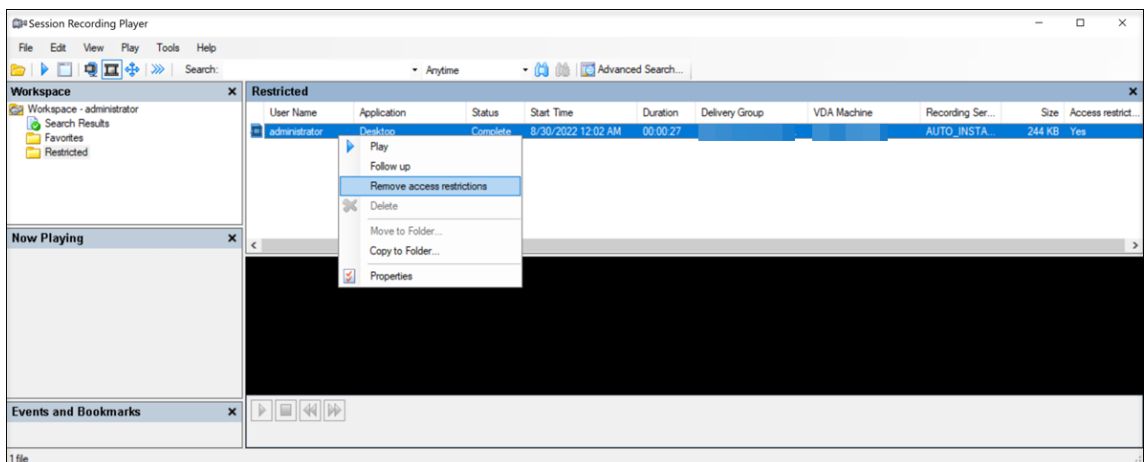 Session Recording Player
File Edit View Play Tools Help
Search: Anytime Advanced Search...
Workspace
Workspace - administrator
Search Results
Favorites
Restricted
Now Playing
Events and Bookmarks
Restricted
User Name Application Status Start Time Duration Delivery Group VDA Machine Recording Ser... Size Access restrict...
administrator Desktop Complete 8/30/2022 12:02 AM 00:00:27 AUTO_INSTA... 244 KB Yes
Play
Follow up
Remove access restrictions
Delete
Move to Folder...
Copy to Folder...
Properties
1 file